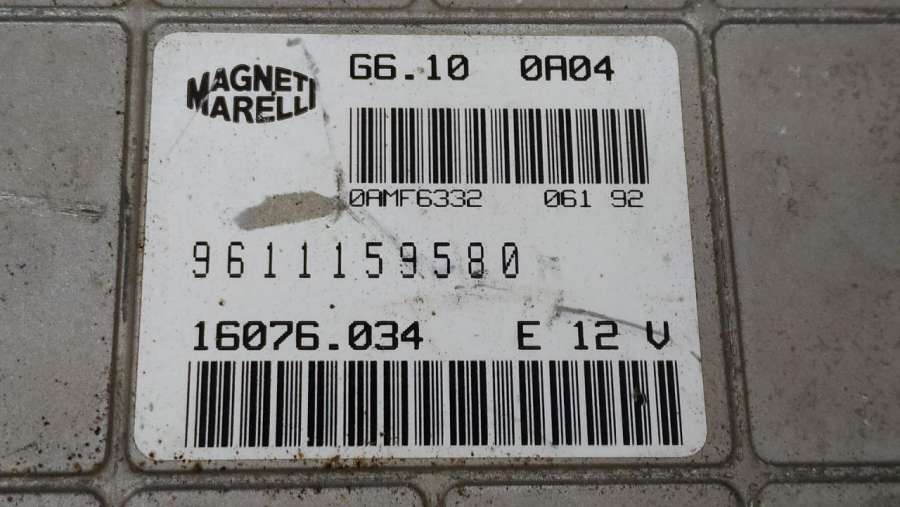 MAGNETI
MARELLI
G6.10 0A04
0AMF6332 061 92
9611159580
16076.034 E 12 V